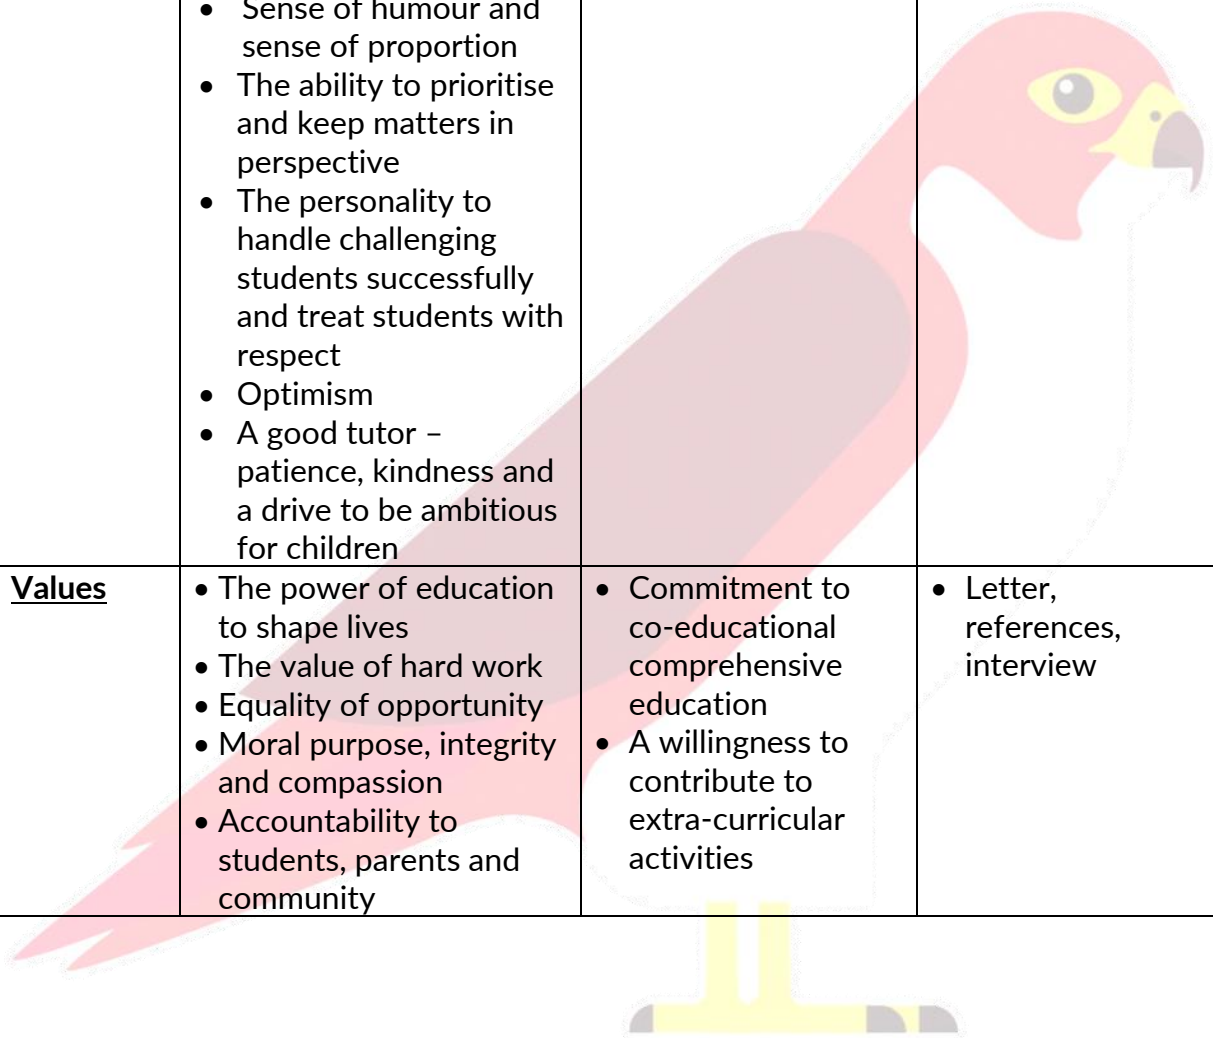 • Sense of humour and
sense of proportion
• The ability to prioritise
and keep matters in
perspective
• The personality to
handle challenging
students successfully
and treat students with
respect
• Optimism
• A good tutor –
patience, kindness and
a drive to be ambitious
for children
Values
• The power of education
to shape lives
• The value of hard work
• Equality of opportunity
• Moral purpose, integrity
and compassion
• Accountability to
students, parents and
community
• Commitment to
co-educational
comprehensive
education
• A willingness to
contribute to
extra-curricular
activities
• Letter,
references,
interview